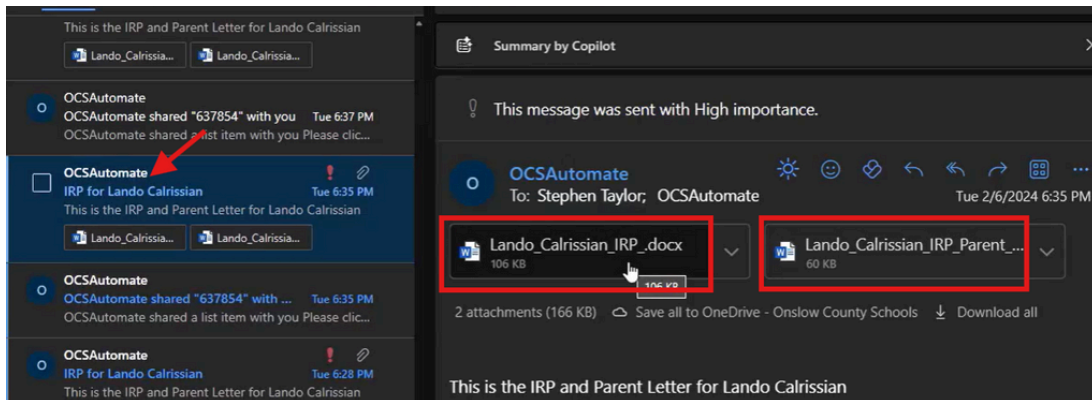 This is the IRP and Parent Letter for Lando Calrissian
Lando_Calrissia... Lando_Calrissia...
O
OCSAutomate
OCSAutomate shared "637854" with you Tue 6:37 PM
OCSAutomate shared a list item with you Please clic...
OCSAutomate
IRP for Lando Calrissian Tue 6:35 PM
This is the IRP and Parent Letter for Lando Calrissian
Lando_Calrissia... Lando_Calrissia...
O
OCSAutomate
OCSAutomate shared "637854" with ... Tue 6:35 PM
OCSAutomate shared a list item with you Please clic...
O
OCSAutomate
IRP for Lando Calrissian Tue 6:28 PM
This is the IRP and Parent Letter for Lando Calrissian
Summary by Copilot
This message was sent with High importance.
O
OCSAutomate
To: Stephen Taylor; OCSAutomate
Tue 2/6/2024 6:35 PM
Lando_Calrissian_IRP_.docx
106 KB
106 KB
Lando_Calrissian_IRP_Parent_...
60 KB
2 attachments (166 KB) Save all to OneDrive - Onslow County Schools Download all
This is the IRP and Parent Letter for Lando Calrissian